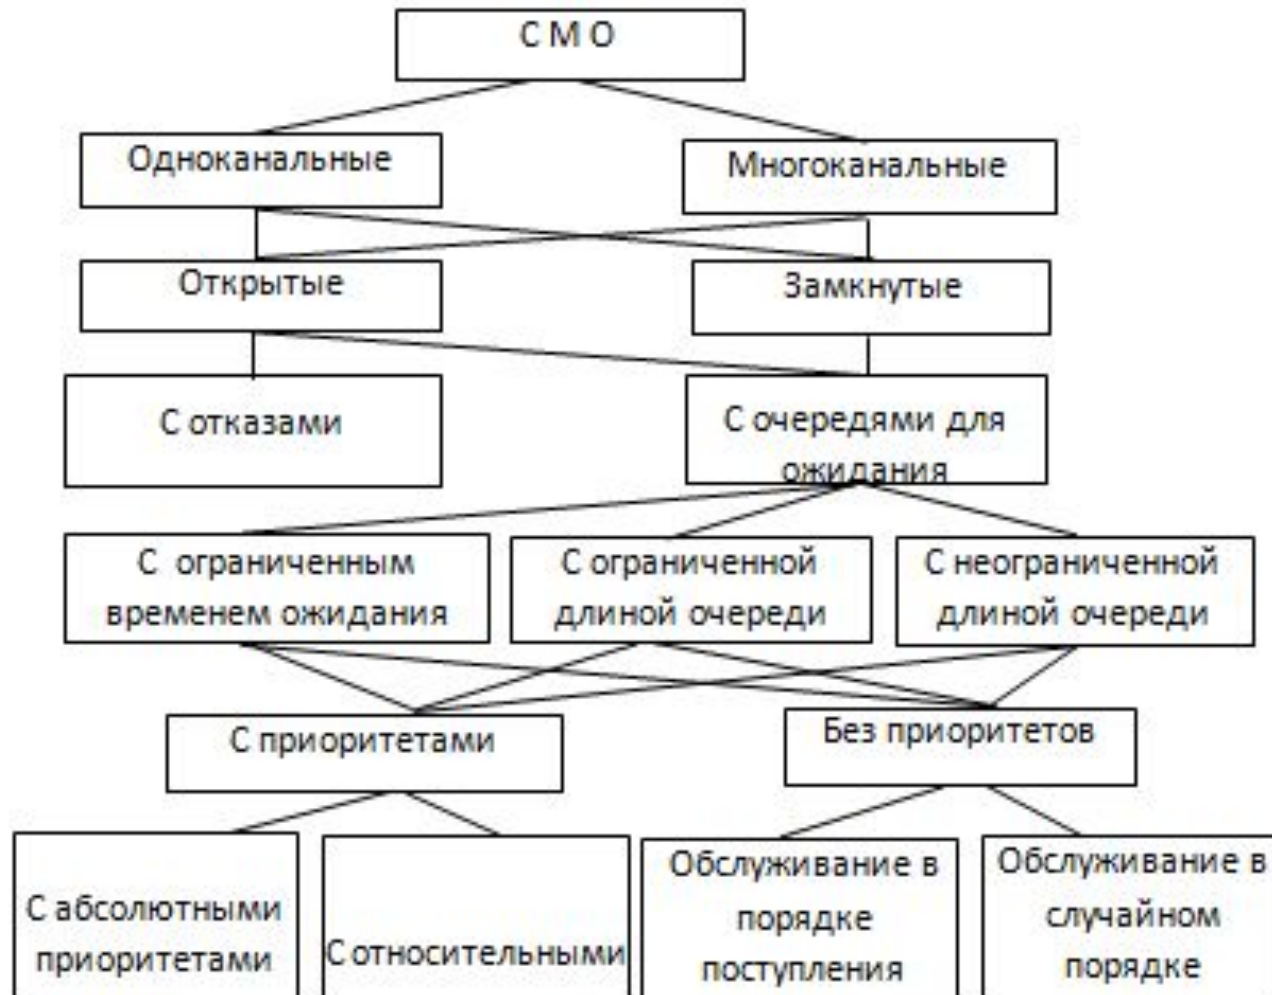 С М О
Одноканальные
Многоканальные
Открытые
Замкнутые
С отказами
С очередями для
ожидания
С ограниченным
временем ожидания
С ограниченной
длиной очереди
С неограниченной
длиной очереди
С приоритетами
Без приоритетов
С абсолютными
приоритетами
С относительными
Обслуживание в
порядке
поступления
Обслуживание в
случайном
порядке